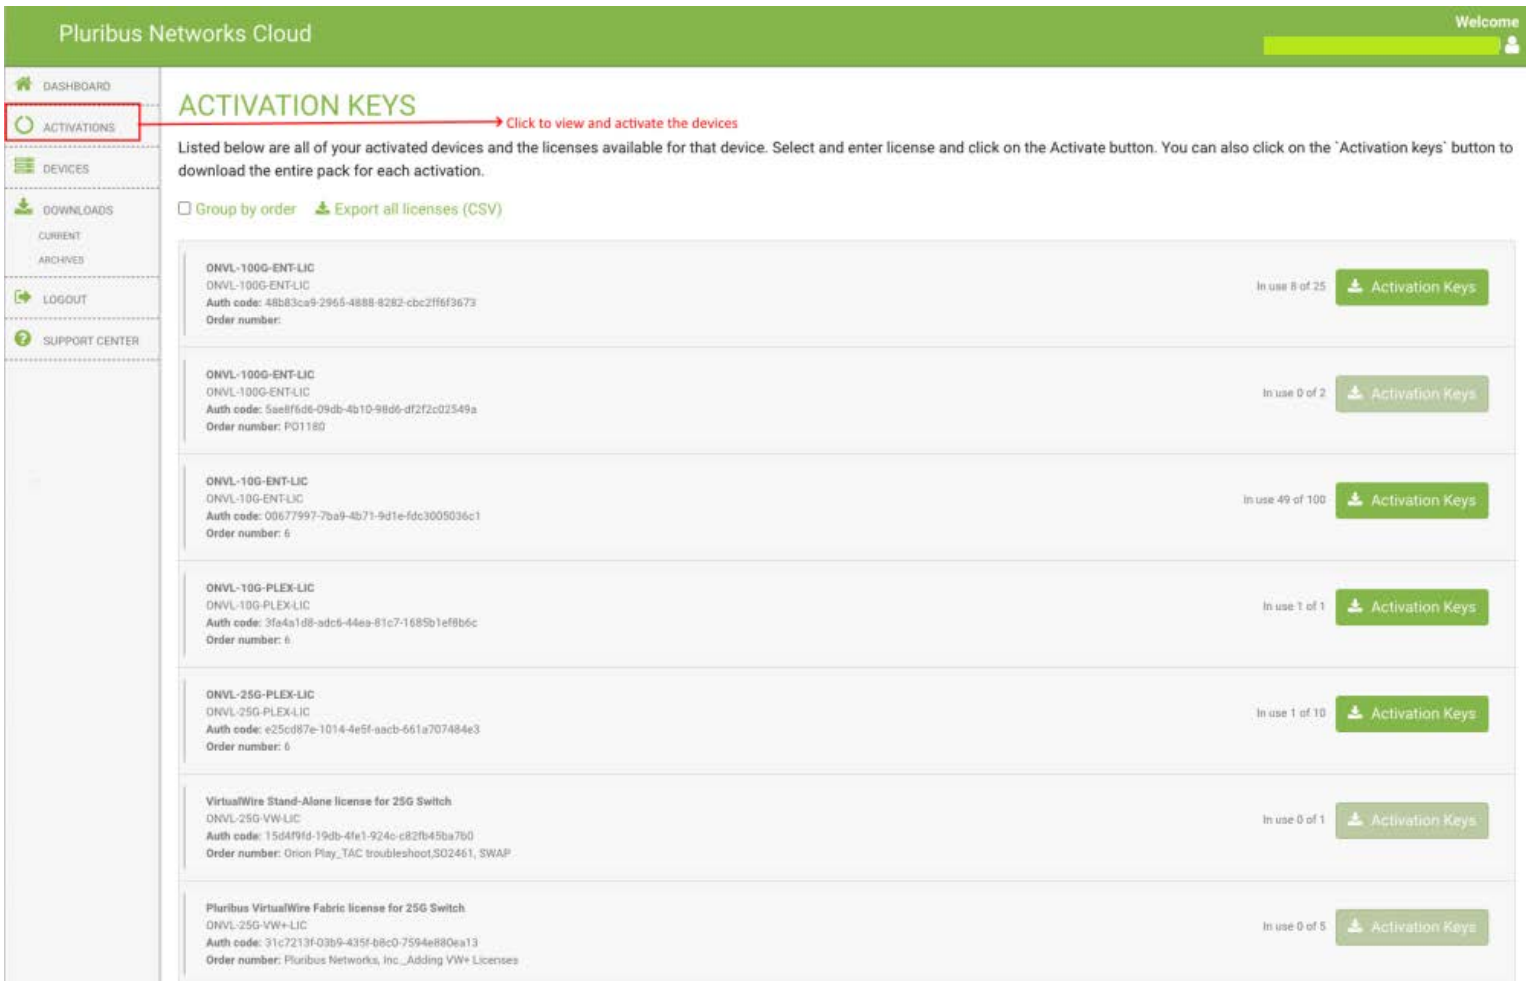 Pluribus Networks Cloud
Welcome
DASHBOARD
ACTIVATIONS
DEVICES
DOWNLOADS
CURRENT
ARCHIVES
LOGOUT
SUPPORT CENTER
ACTIVATION KEYS
Click to view and activate the devices
Listed below are all of your activated devices and the licenses available for that device. Select and enter license and click on the Activate button. You can also click on the `Activation keys` button to
download the entire pack for each activation.
Group by order Export all licenses (CSV)
ONVL-100G-ENT-LIC
ONVL-100G-ENT-LIC
Auth code: 48b83ca9-2965-4888-8282-cbc2ff6f3673
Order number:
In use 8 of 25 Activation Keys
ONVL-100G-ENT-LIC
ONVL-100G-ENT-LIC
Auth code: 5ae8f6d6-09db-4b10-98d6-df2f2c02549a
Order number: PO1180
In use 0 of 2 Activation Keys
ONVL-10G-ENT-LIC
ONVL-10G-ENT-LIC
Auth code: 00677997-7ba9-4b71-9d1e-fdc3005036c1
Order number: 6
In use 49 of 100 Activation Keys
ONVL-10G-PLEX-LIC
ONVL-10G-PLEX-LIC
Auth code: 3fa4a1d8-adc6-44ea-81c7-1685b1ef8b6c
Order number: 6
In use 1 of 1 Activation Keys
ONVL-25G-PLEX-LIC
ONVL-25G-PLEX-LIC
Auth code: e25cd87e-1014-4e5f-aacb-661a707484e3
Order number: 6
In use 1 of 10 Activation Keys
VirtualWire Stand-Alone license for 25G Switch
ONVL-25G-VW-LIC
Auth code: 15d4f9fd-19db-4fe1-924c-c82fb45ba7b0
Order number: Orion Play_TAC troubleshoot,SO2461, SWAP
In use 0 of 1 Activation Keys
Pluribus VirtualWire Fabric license for 25G Switch
ONVL-25G-VW+-LIC
Auth code: 31c7213f-03b9-435f-b8c0-7594e880ea13
Order number: Pluribus Networks, Inc._Adding VW+ Licenses
In use 0 of 5 Activation Keys